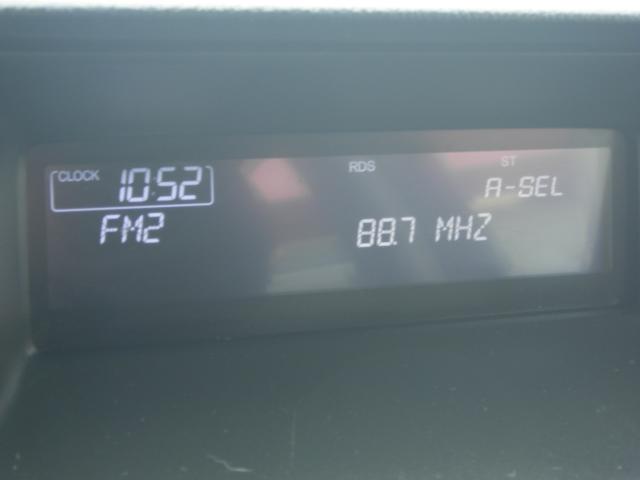 CLOCK 10:52 RDS ST A-SEL
FM2 88.7 MHZ